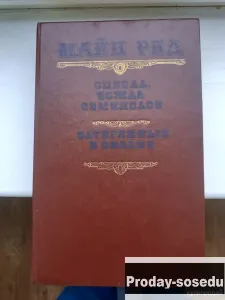 МАЙН РИД
ОЦЕОЛА,
ВОЖДЬ
СЕМИНОЛОВ
ЗАТЕРЯННЫЕ
В ОКЕАНЕ
Proday-sosedu